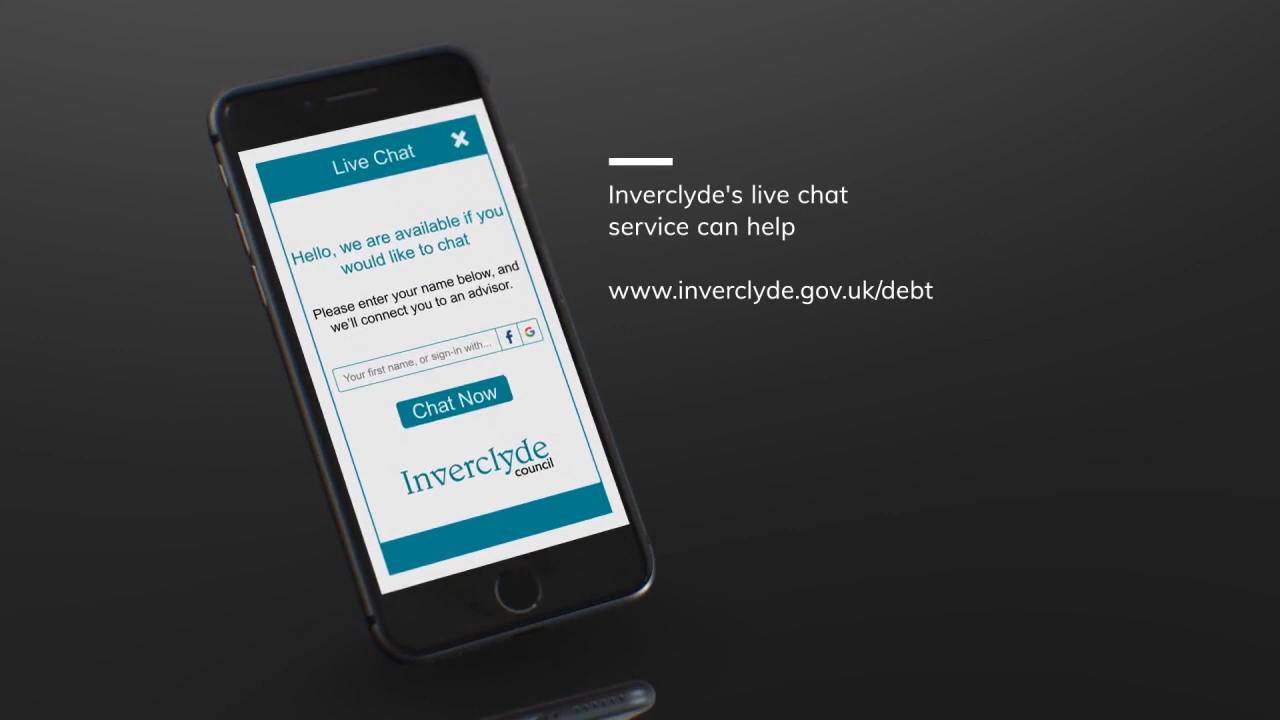 Live Chat
Hello, we are available if you
would like to chat
Please enter your name below, and
we'll connect you to an advisor.
Your first name, or sign-in with...
Chat Now
Inverclyde
council
Inverclyde's live chat
service can help
www.inverclyde.gov.uk/debt